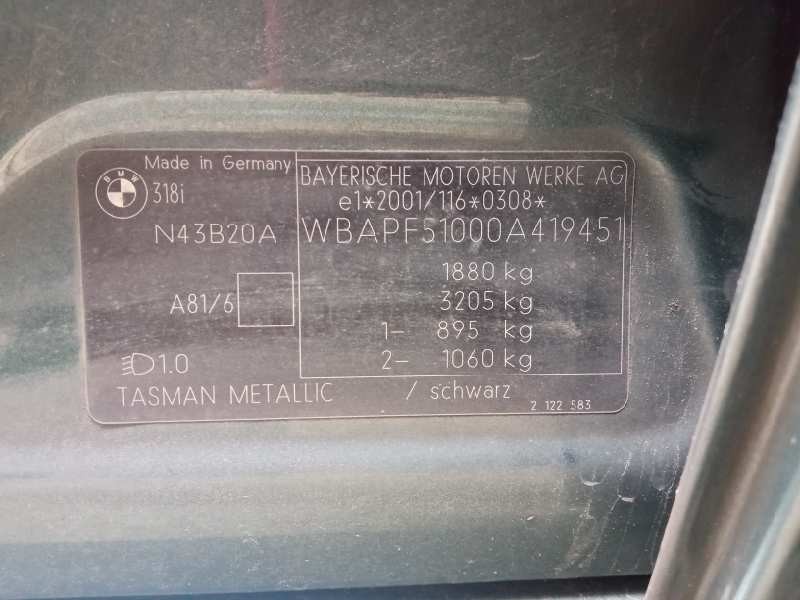 Made in Germany
BMW
318i
N43B20A
A81/6
1.0
BAYERISCHE MOTOREN WERKE AG
e1*2001/116*0308*
WBAPF51000A419451
1880 kg
3205 kg
1- 895 kg
2- 1060 kg
TASMAN METALLIC / schwarz
2 122 583